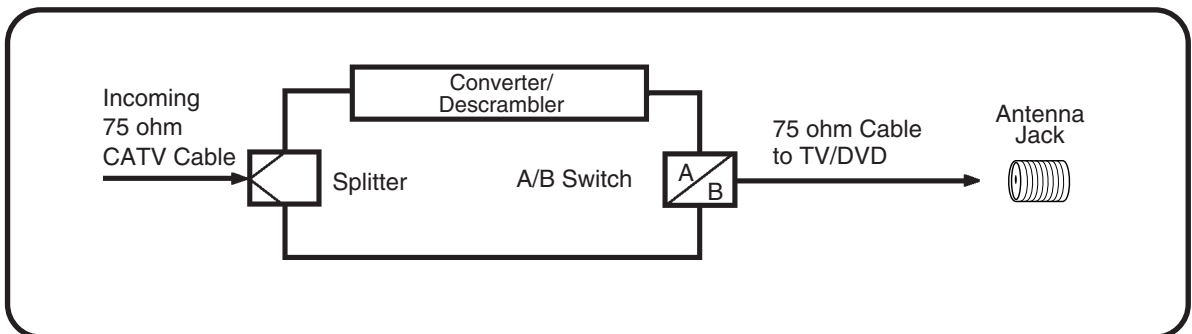 Incoming
75 ohm
CATV Cable
Converter/
Descrambler
Splitter
A/B Switch
A
B
75 ohm Cable
to TV/DVD
Antenna
Jack